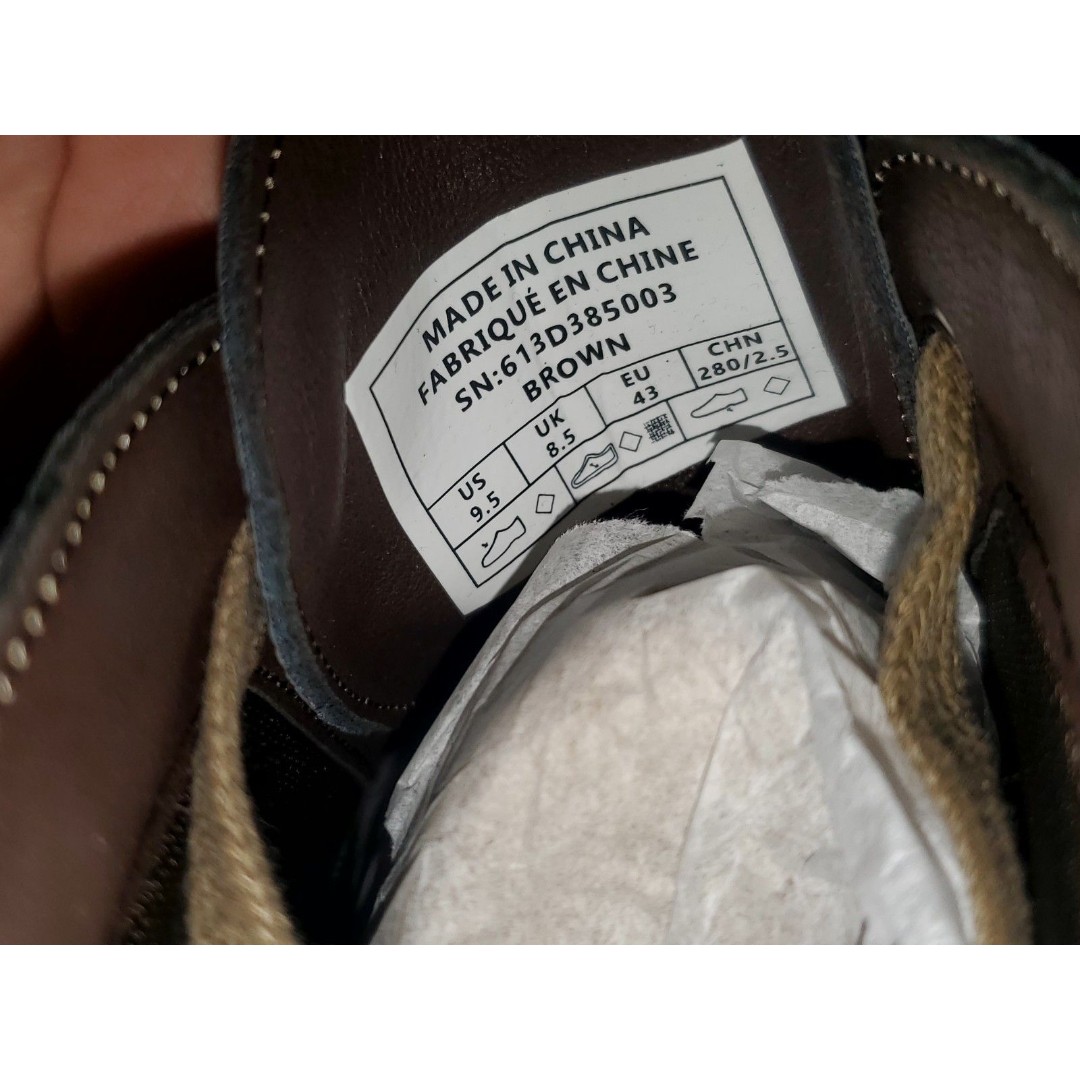 MADE IN CHINA
FABRIQUÉ EN CHINE
SN:613D385003
BROWN
US UK EU CHN
9.5 8.5 43 280/2.5